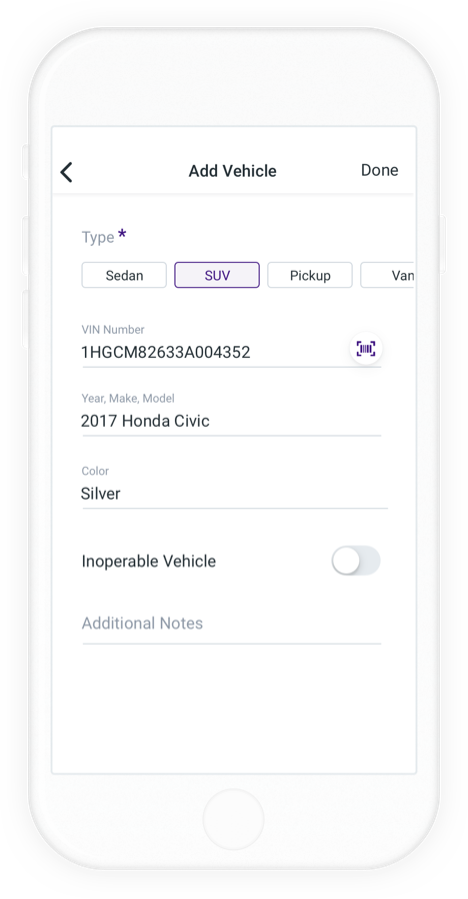 Add Vehicle Done
Type *
Sedan SUV Pickup Van
VIN Number
1HGCM82633A004352
Year, Make, Model
2017 Honda Civic
Color
Silver
Inoperable Vehicle
Additional Notes